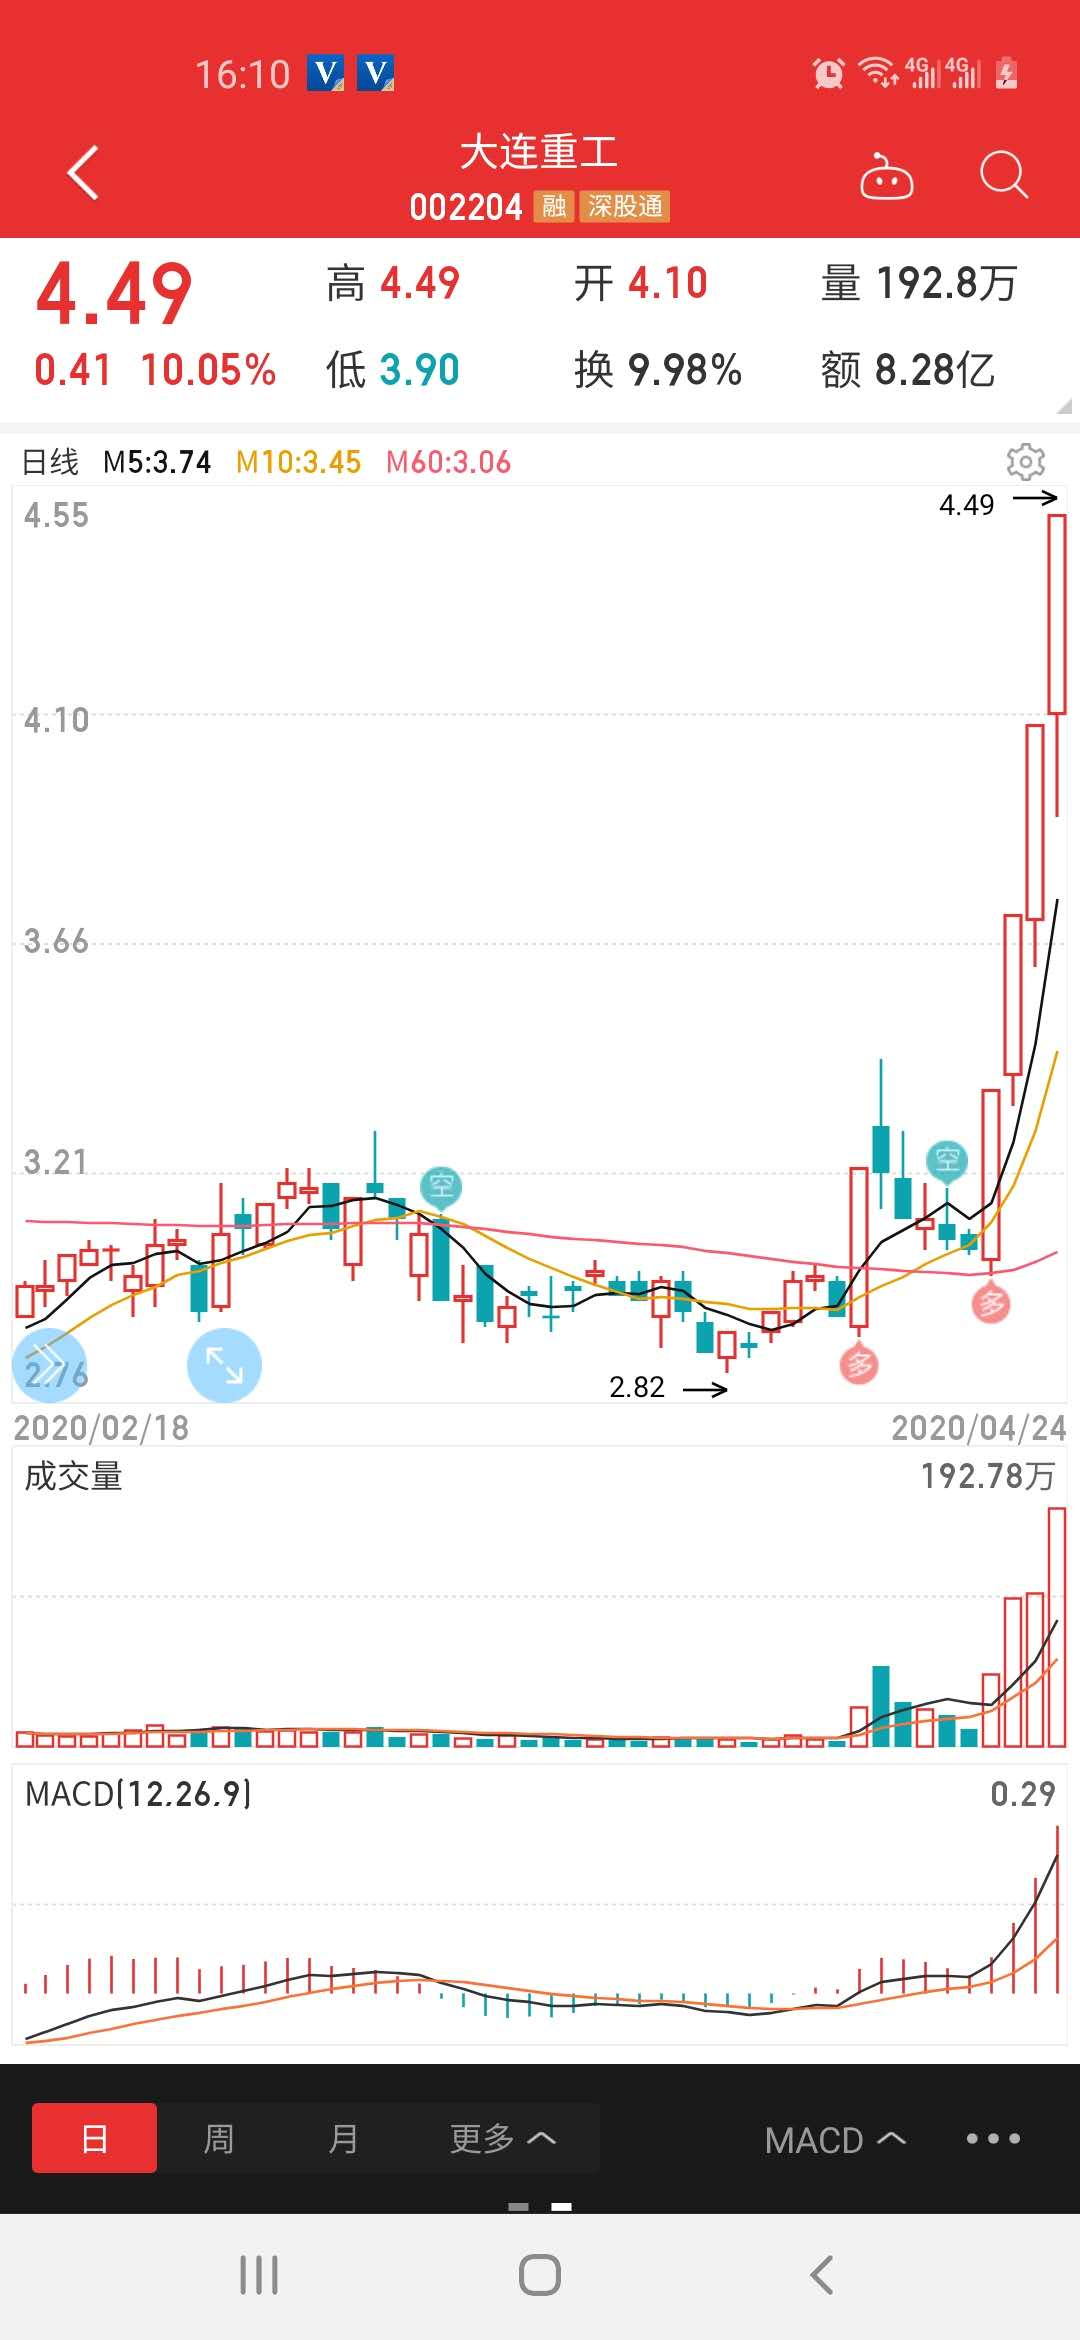 16:10 V V 4G 4G
大连重工
002204 融 深股通
4.49 高 4.49 开 4.10 量 192.8万
0.41 10.05% 低 3.90 换 9.98% 额 8.28亿
日线 M5:3.74 M10:3.45 M60:3.06
4.49
4.55
4.10
3.66
3.21
空
空
多
多
2.76
2.82
2020/02/18 2020/04/24
成交量 192.78万
MACD(12,26,9) 0.29
日 周 月 更多 MACD